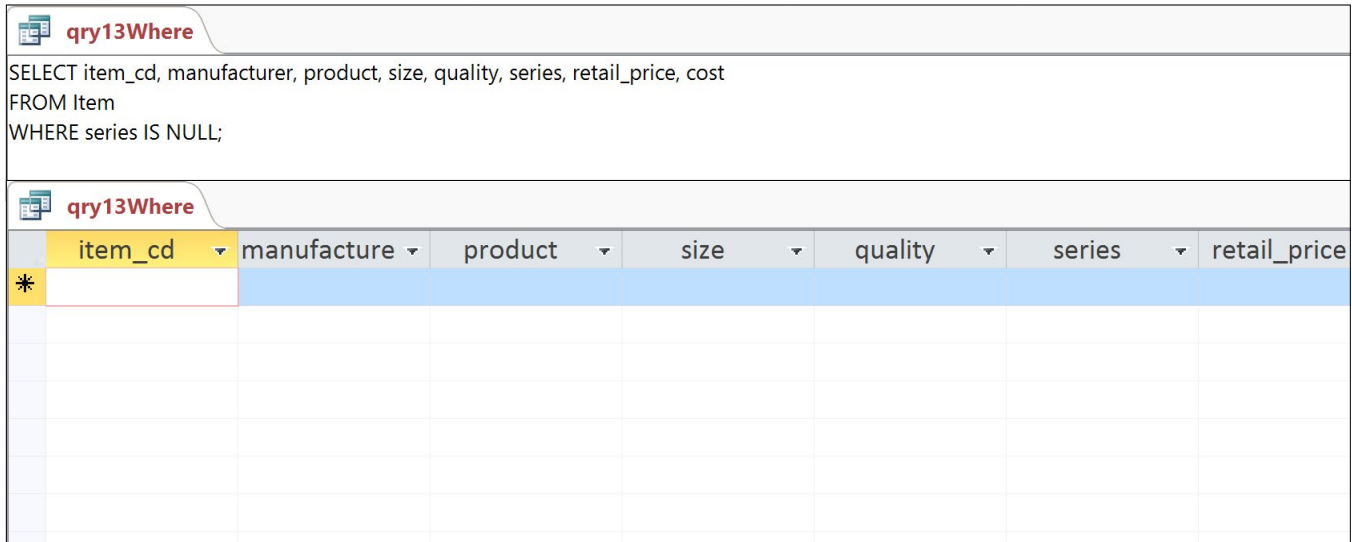 qry13Where
SELECT item_cd, manufacturer, product, size, quality, series, retail_price, cost
FROM Item
WHERE series IS NULL;
qry13Where
item_cd manufacture product size quality series retail_price